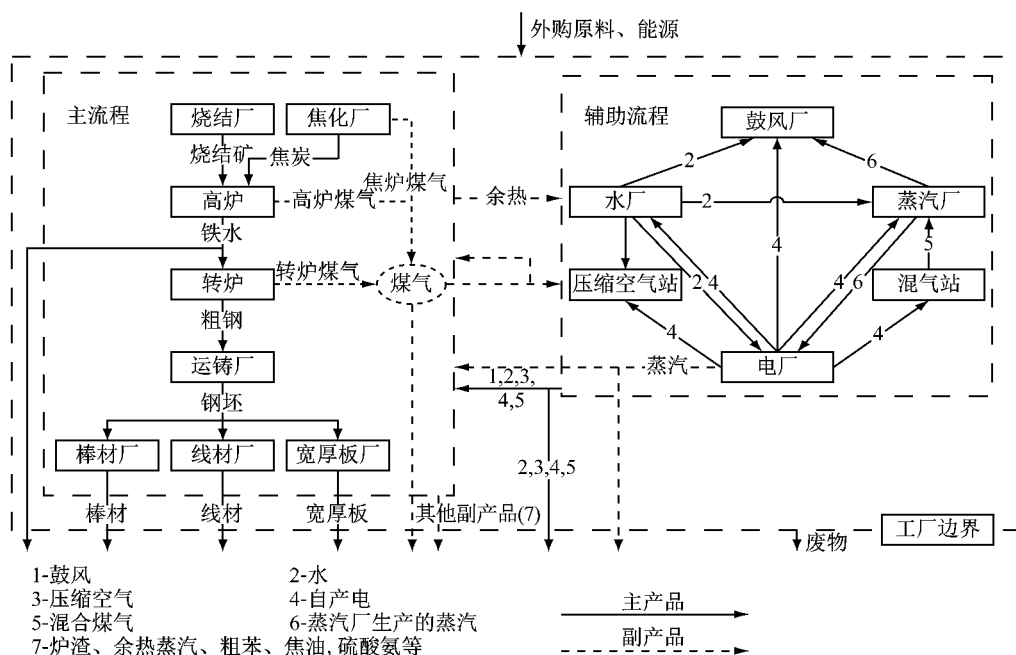 外购原料、能源
主流程
烧结厂
焦化厂
烧结矿
焦炭
焦炉煤气
高炉
高炉煤气
铁水
转炉
转炉煤气
煤气
粗钢
运铸厂
钢坯
棒材厂
线材厂
宽厚板厂
棒材
线材
宽厚板
其他副产品(7)
余热
辅助流程
鼓风厂
2
6
水厂
2
蒸汽厂
4
5
压缩空气站
2
4
4
6
混气站
4
4
蒸汽
电厂
1,2,3,
4,5
2,3,4,5
废物
工厂边界
1-鼓风
2-水
3-压缩空气
4-自产电
5-混合煤气
6-蒸汽厂生产的蒸汽
7-炉渣、余热蒸汽、粗苯、焦油, 硫酸氨等
主产品
副产品